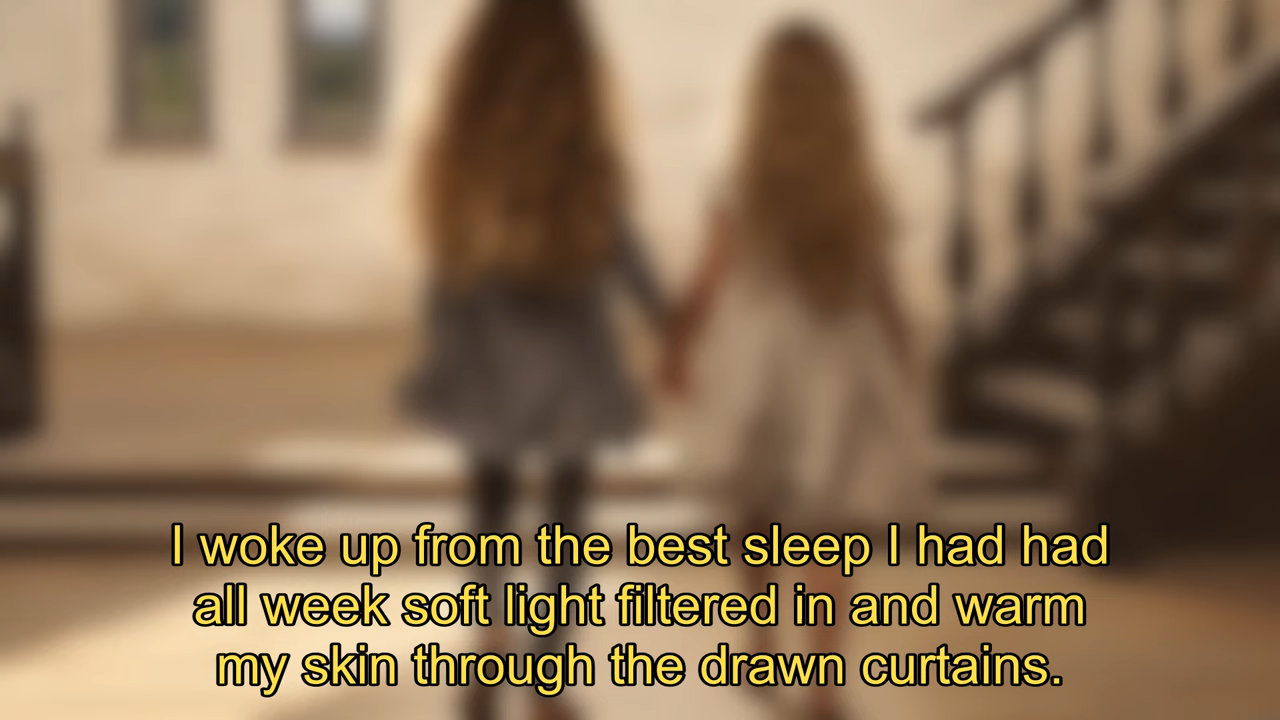 I woke up from the best sleep I had had
all week soft light filtered in and warm
my skin through the drawn curtains.